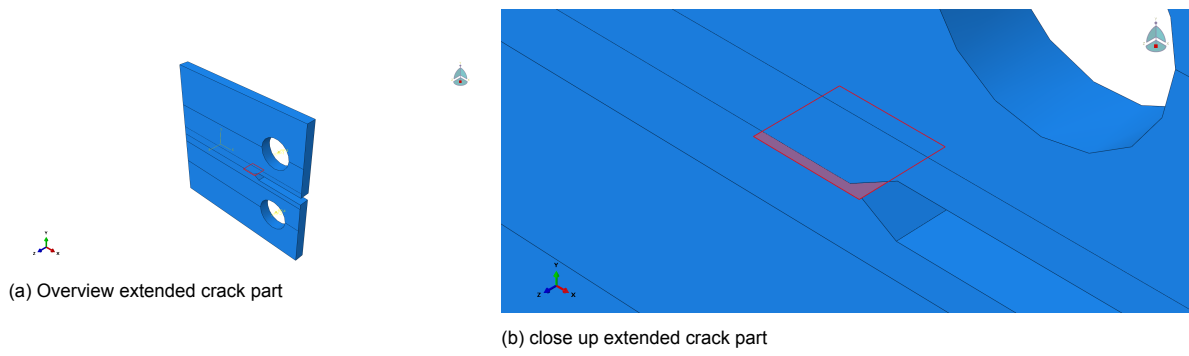 Y
Z
X
(a) Overview extended crack part
Y
Z
X
(b) close up extended crack part